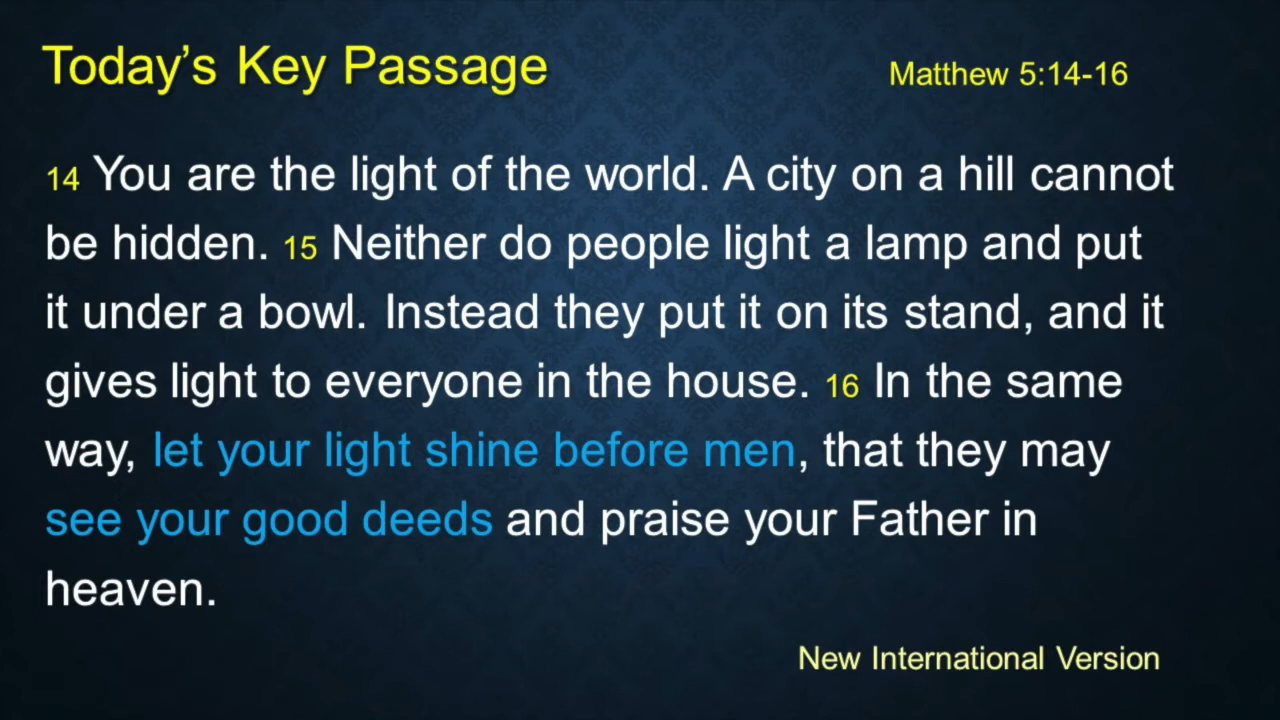 Today’s Key Passage
Matthew 5:14-16
14 You are the light of the world. A city on a hill cannot
be hidden. 15 Neither do people light a lamp and put
it under a bowl. Instead they put it on its stand, and it
gives light to everyone in the house. 16 In the same
way, let your light shine before men, that they may
see your good deeds and praise your Father in
heaven.
New International Version